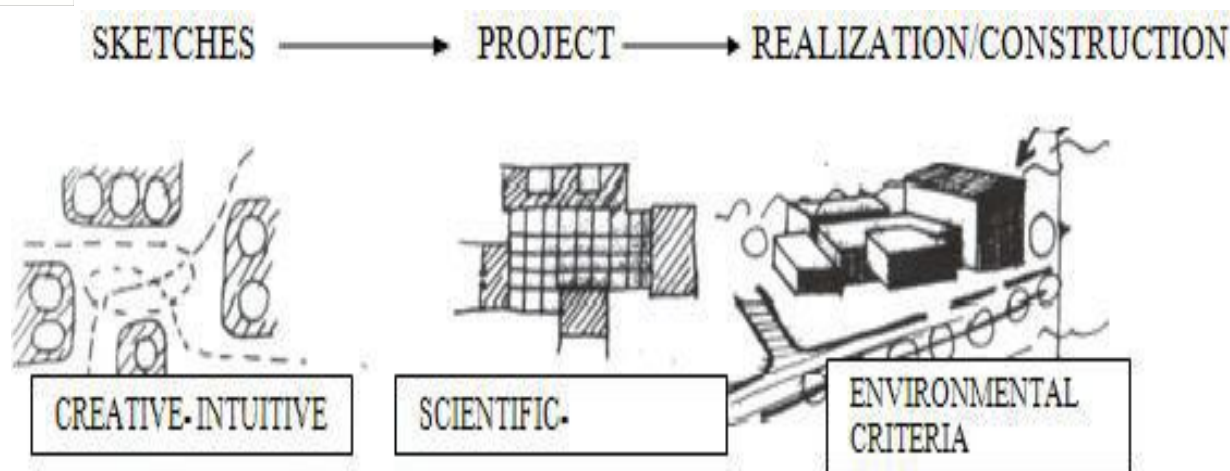 SKETCHES PROJECT REALIZATION/CONSTRUCTION
CREATIVE-INTUITIVE
SCIENTIFIC-
ENVIRONMENTAL
CRITERIA